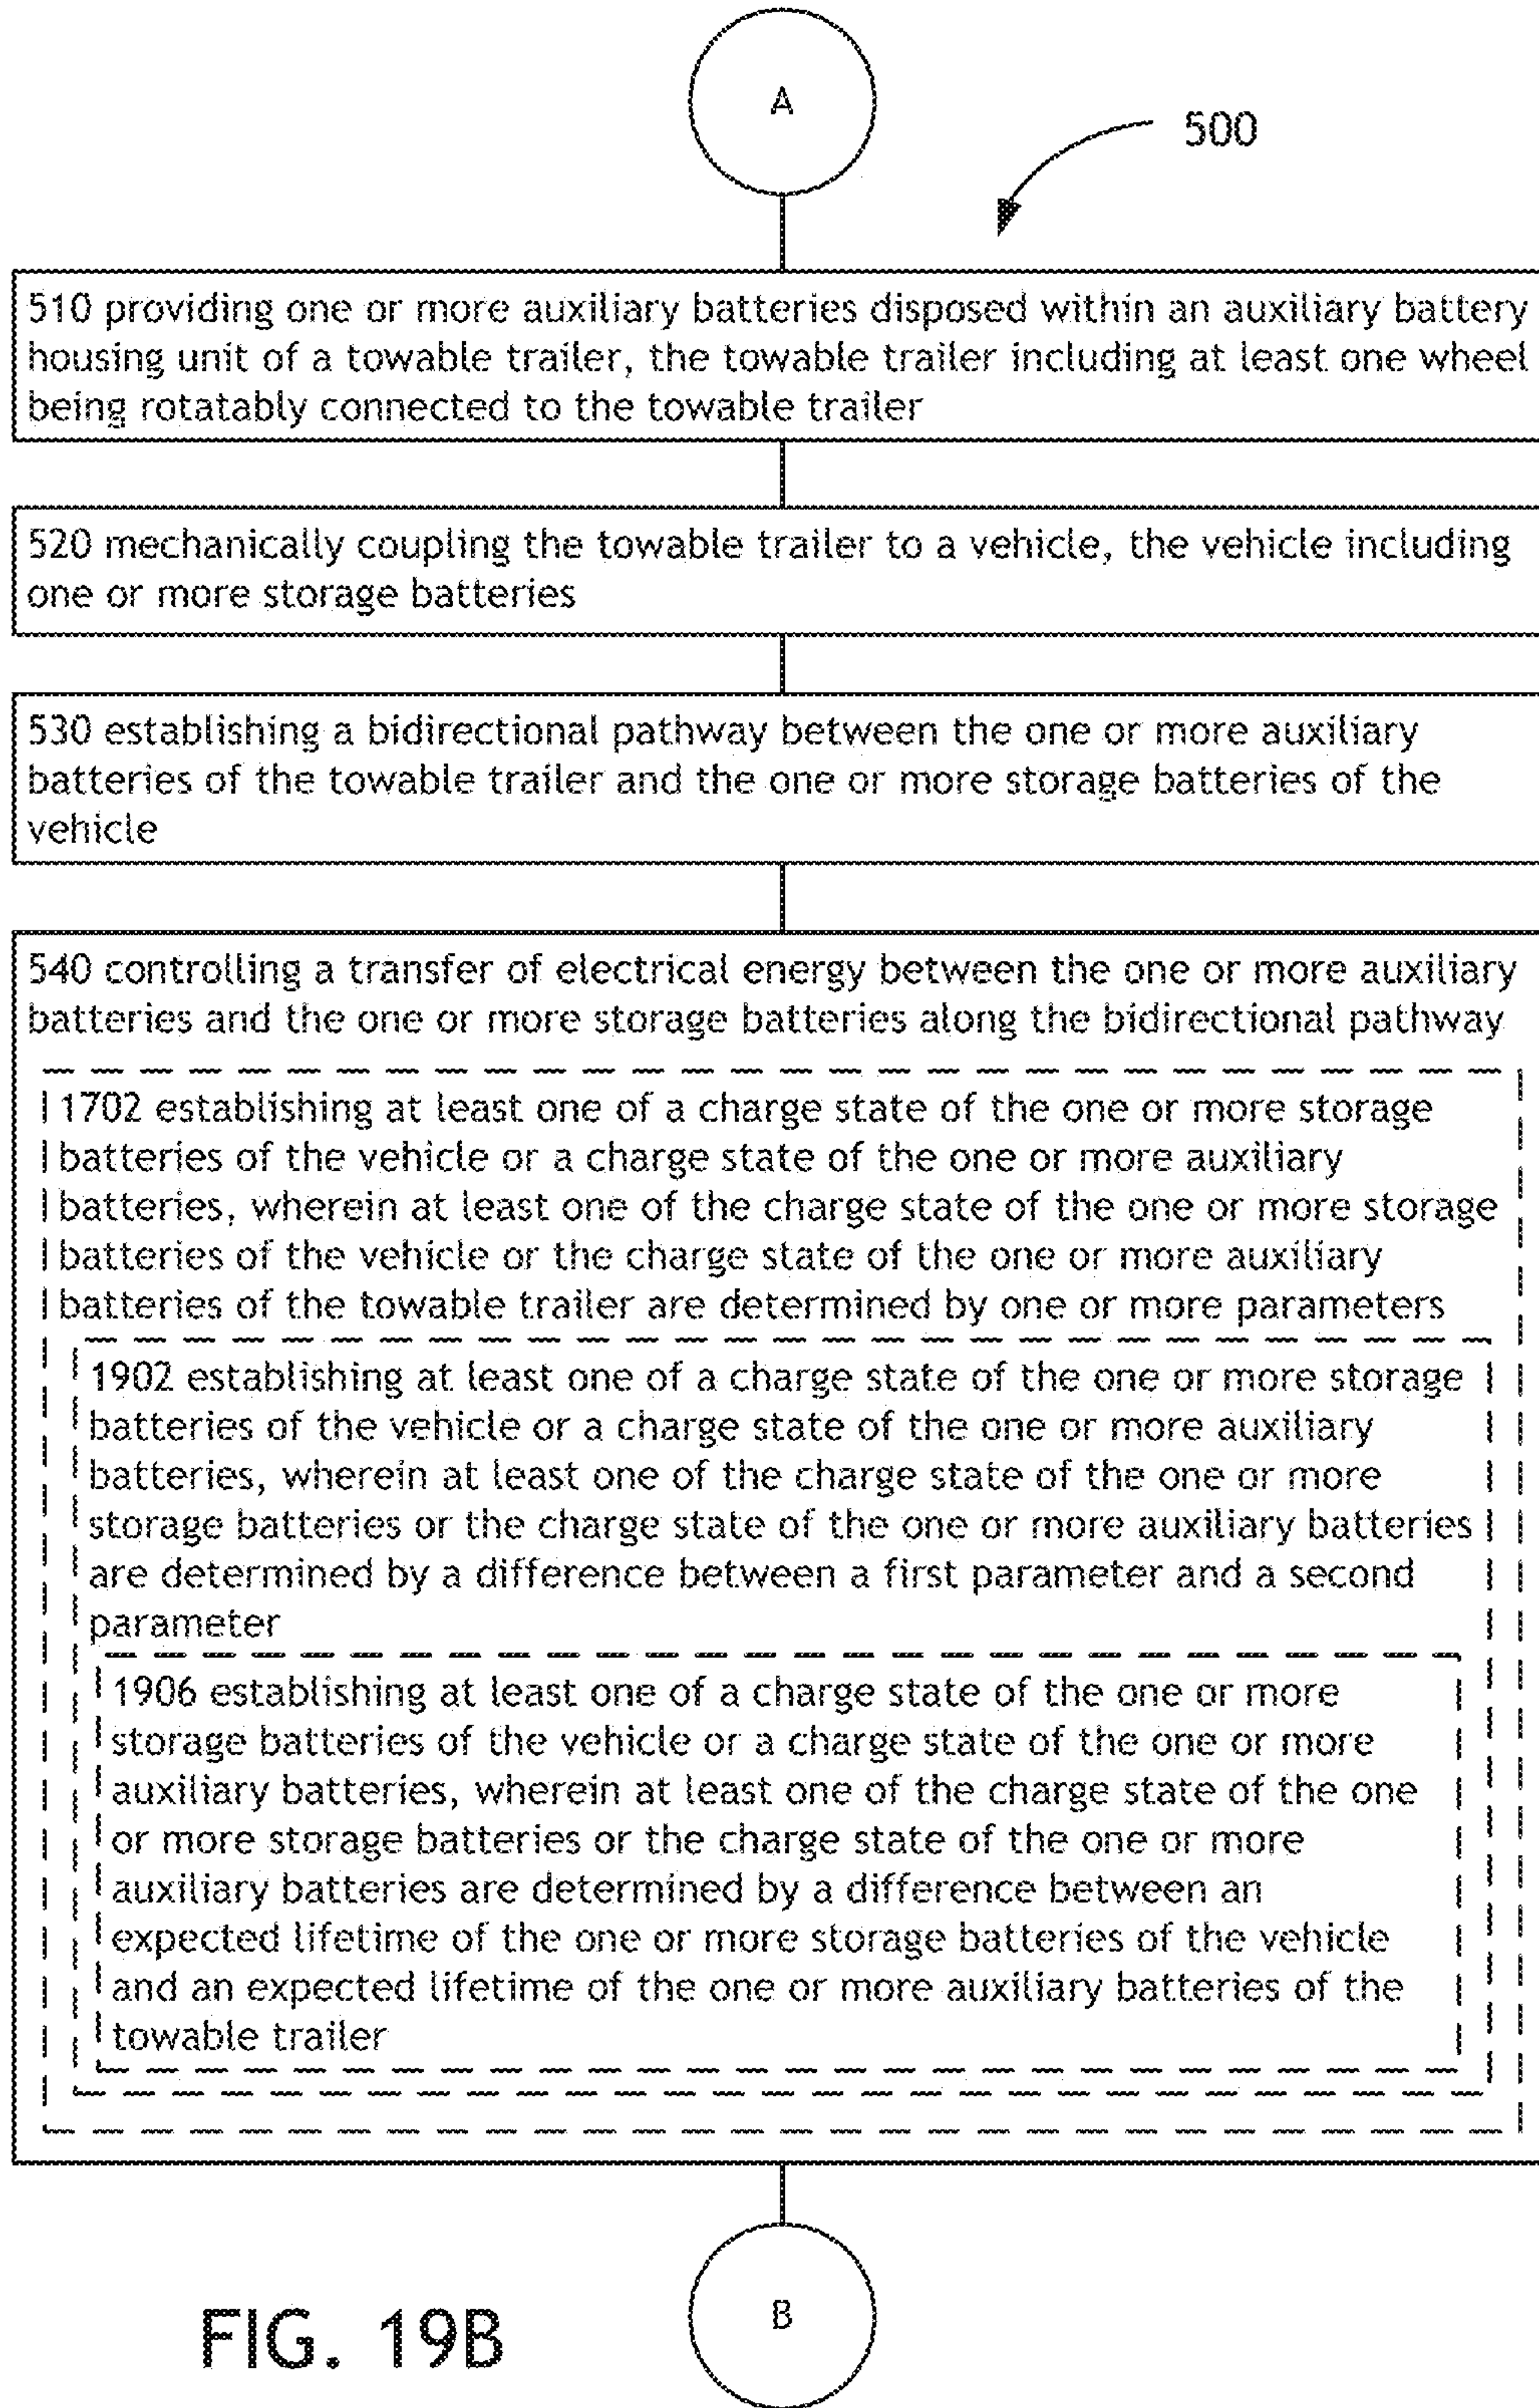 A
500
510 providing one or more auxiliary batteries disposed within an auxiliary battery
housing unit of a towable trailer, the towable trailer including at least one wheel
being rotatably connected to the towable trailer
520 mechanically coupling the towable trailer to a vehicle, the vehicle including
one or more storage batteries
530 establishing a bidirectional pathway between the one or more auxiliary
batteries of the towable trailer and the one or more storage batteries of the
vehicle
540 controlling a transfer of electrical energy between the one or more auxiliary
batteries and the one or more storage batteries along the bidirectional pathway
1702 establishing at least one of a charge state of the one or more storage
batteries of the vehicle or a charge state of the one or more auxiliary
batteries, wherein at least one of the charge state of the one or more storage
batteries of the vehicle or the charge state of the one or more auxiliary
batteries of the towable trailer are determined by one or more parameters
1902 establishing at least one of a charge state of the one or more storage
batteries of the vehicle or a charge state of the one or more auxiliary
batteries, wherein at least one of the charge state of the one or more
storage batteries or the charge state of the one or more auxiliary batteries
are determined by a difference between a first parameter and a second
parameter
1906 establishing at least one of a charge state of the one or more
storage batteries of the vehicle or a charge state of the one or more
auxiliary batteries, wherein at least one of the charge state of the one
or more storage batteries or the charge state of the one or more
auxiliary batteries are determined by a difference between an
expected lifetime of the one or more storage batteries of the vehicle
and an expected lifetime of the one or more auxiliary batteries of the
towable trailer
B
FIG. 19B